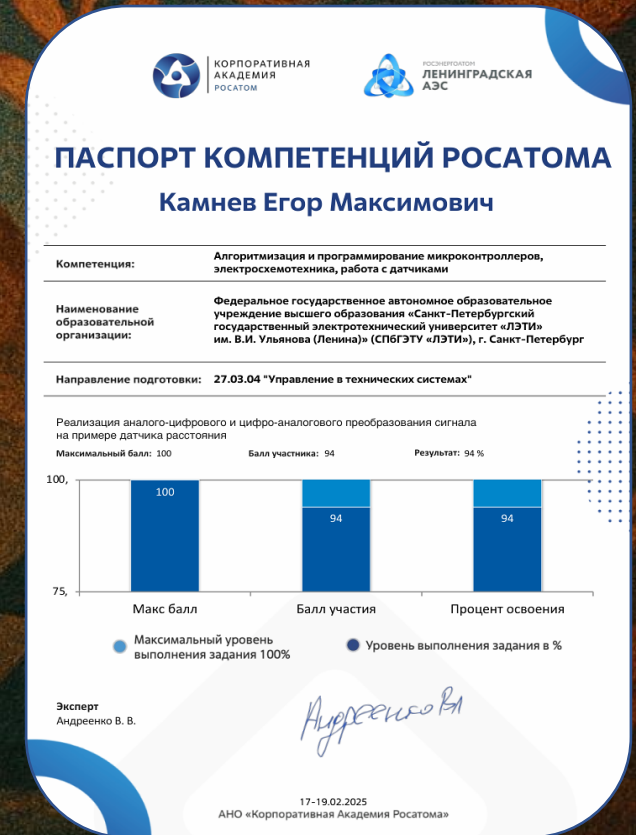 КОРПОРАТИВНАЯ
АКАДЕМИЯ
РОСАТОМ
РОСЭНЕРГОАТОМ
ЛЕНИНГРАДСКАЯ
АЭС
ПАСПОРТ КОМПЕТЕНЦИЙ РОСАТОМА
Камнев Егор Максимович
Компетенция:
Алгоритмизация и программирование микроконтроллеров,
электросхемотехника, работа с датчиками
Наименование
образовательной
организации:
Федеральное государственное автономное образовательное
учреждение высшего образования «Санкт-Петербургский
государственный электротехнический университет «ЛЭТИ»
им. В.И. Ульянова (Ленина)» (СПбГЭТУ «ЛЭТИ»), г. Санкт-Петербург
Направление подготовки: 27.03.04 "Управление в технических системах"
Реализация аналого-цифрового и цифро-аналогового преобразования сигнала
на примере датчика расстояния
Максимальный балл: 100 Балл участника: 94 Результат: 94 %
100,
100
94
94
75,
Макс балл Балл участия Процент освоения
Максимальный уровень
выполнения задания 100%
Уровень выполнения задания в %
Эксперт
Андреенко В. В.
Андреенко Вл
17-19.02.2025
АНО «Корпоративная Академия Росатома»